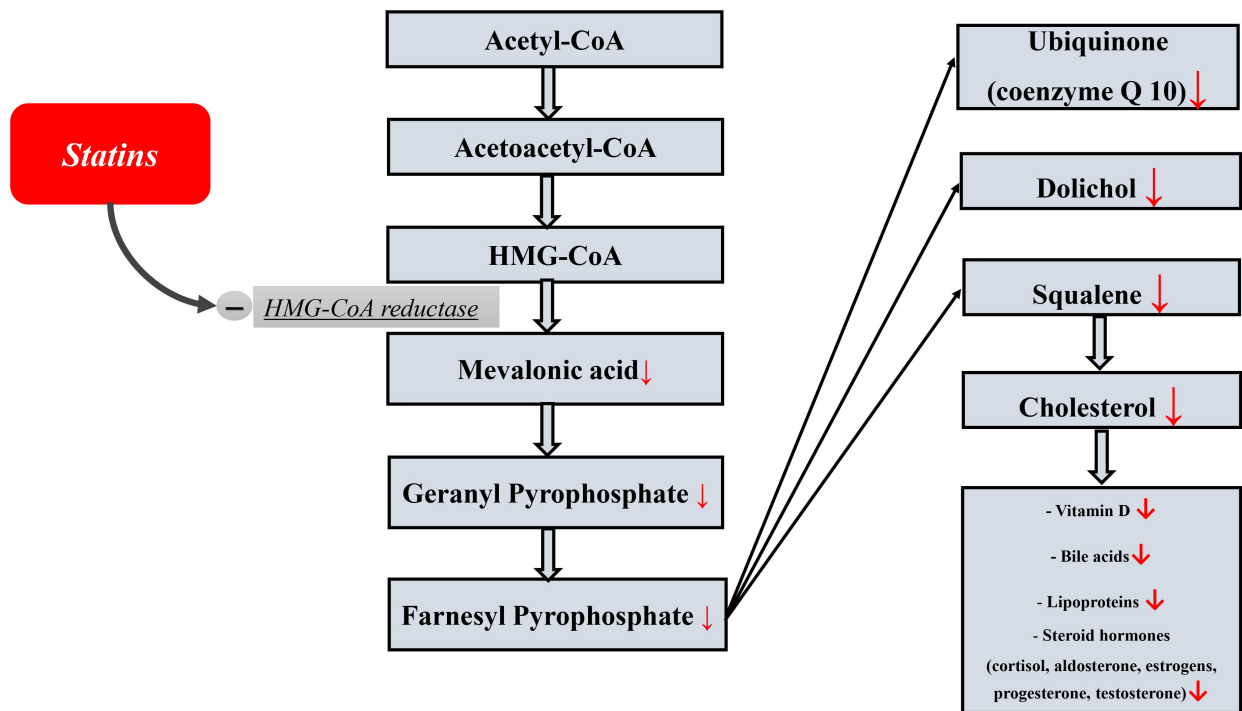 Acetyl-CoA
Acetoacetyl-CoA
HMG-CoA
Statins
− HMG-CoA reductase
Mevalonic acid↓
Geranyl Pyrophosphate ↓
Farnesyl Pyrophosphate ↓
Ubiquinone
(coenzyme Q 10)↓
Dolichol ↓
Squalene ↓
Cholesterol ↓
- Vitamin D ↓
- Bile acids ↓
- Lipoproteins ↓
- Steroid hormones
(cortisol, aldosterone, estrogens,
progesterone, testosterone) ↓